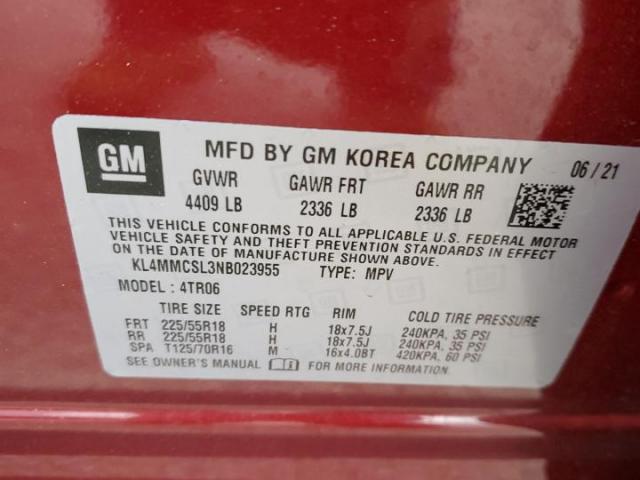 GM
MFD BY GM KOREA COMPANY 06/21
GVWR GAWR FRT GAWR RR
4409 LB 2336 LB 2336 LB
THIS VEHICLE CONFORMS TO ALL APPLICABLE U.S. FEDERAL MOTOR
VEHICLE SAFETY AND THEFT PREVENTION STANDARDS IN EFFECT
ON THE DATE OF MANUFACTURE SHOWN ABOVE.
KL4MMCSL3NB023955 TYPE: MPV
MODEL: 4TR06
TIRE SIZE SPEED RTG RIM COLD TIRE PRESSURE
FRT 225/55R18 H 18x7.5J 240KPA, 35 PSI
RR 225/55R18 H 18x7.5J 240KPA, 35 PSI
SPA T125/70R16 M 16x4.0BT 420KPA, 60 PSI
SEE OWNER'S MANUAL FOR MORE INFORMATION.